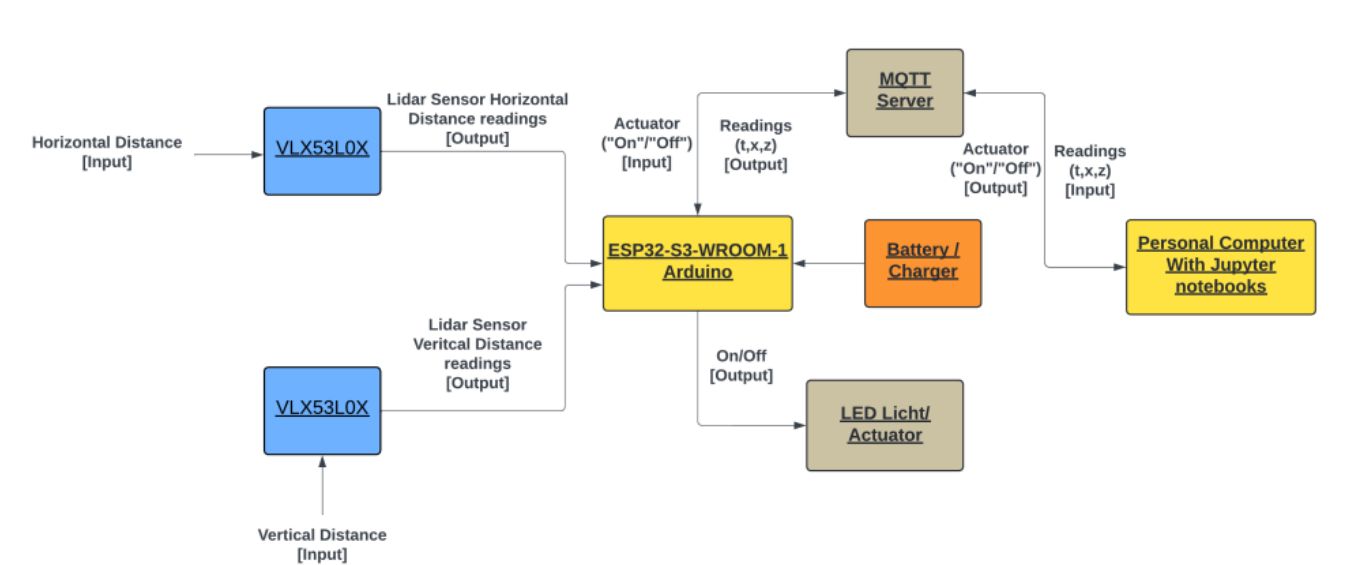 Horizontal Distance
[Input]
VLX53L0X
Lidar Sensor Horizontal
Distance readings
[Output]
Actuator
("On"/"Off")
[Input]
Readings
(t,x,z)
[Output]
MQTT
Server
Actuator
("On"/"Off")
[Output]
Readings
(t,x,z)
[Input]
ESP32-S3-WROOM-1
Arduino
Battery /
Charger
Personal Computer
With Jupyter
notebooks
Lidar Sensor
Veritcal Distance
readings
[Output]
VLX53L0X
Vertical Distance
[Input]
On/Off
[Output]
LED Licht/
Actuator